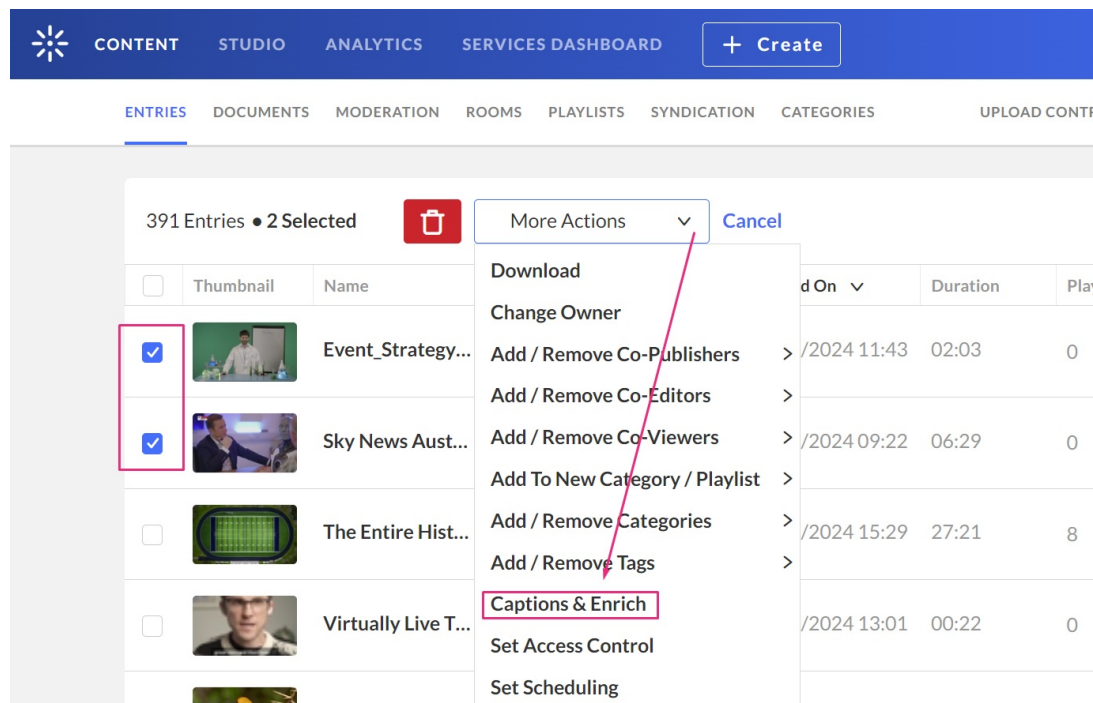 CONTENT STUDIO ANALYTICS SERVICES DASHBOARD + Create
ENTRIES DOCUMENTS MODERATION ROOMS PLAYLISTS SYNDICATION CATEGORIES UPLOAD CONTR
391 Entries ● 2 Selected More Actions Cancel
Thumbnail Name d On Duration Play
Download
Change Owner
Event_Strategy... /2024 11:43 02:03 0
Add / Remove Co-Publishers
Add / Remove Co-Editors
Sky News Aust... /2024 09:22 06:29 0
Add / Remove Co-Viewers
Add To New Category / Playlist
The Entire Hist... /2024 15:29 27:21 8
Add / Remove Categories
Add / Remove Tags
Captions & Enrich
Virtually Live T... /2024 13:01 00:22 0
Set Access Control
Set Scheduling